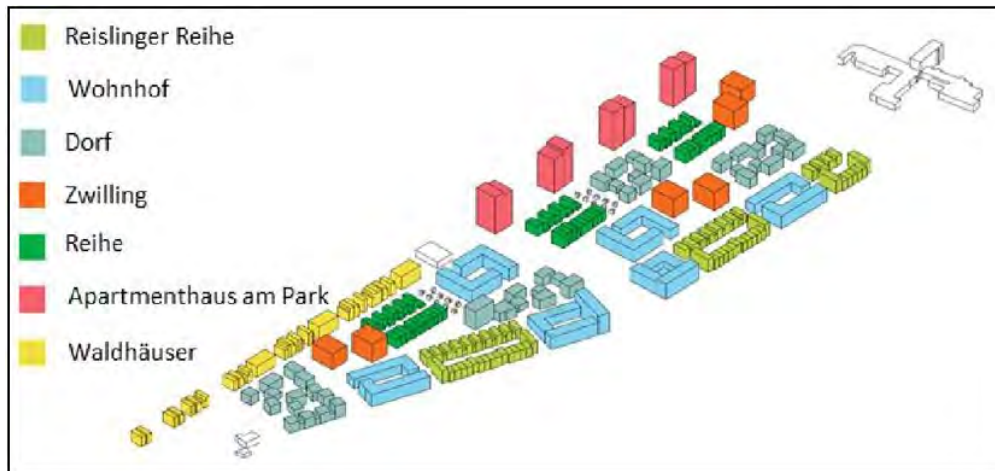 Reislinger Reihe
Wohnhof
Dorf
Zwilling
Reihe
Apartmenthaus am Park
Waldhäuser